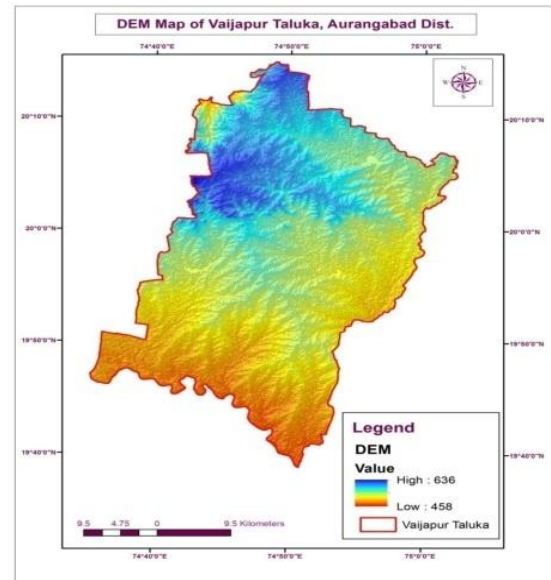 DEM Map of Vaijapur Taluka, Aurangabad Dist.
74°40'0"E 74°50'0"E 75°0'0"E
N
W E
S
20°10'0"N 20°10'0"N
20°0'0"N 20°0'0"N
19°50'0"N 19°50'0"N
19°40'0"N 19°40'0"N
Legend
DEM
Value
High : 636
Low : 458
Vaijapur Taluka
9.5 4.75 0 9.5 Kilometers
74°40'0"E 74°50'0"E 75°0'0"E